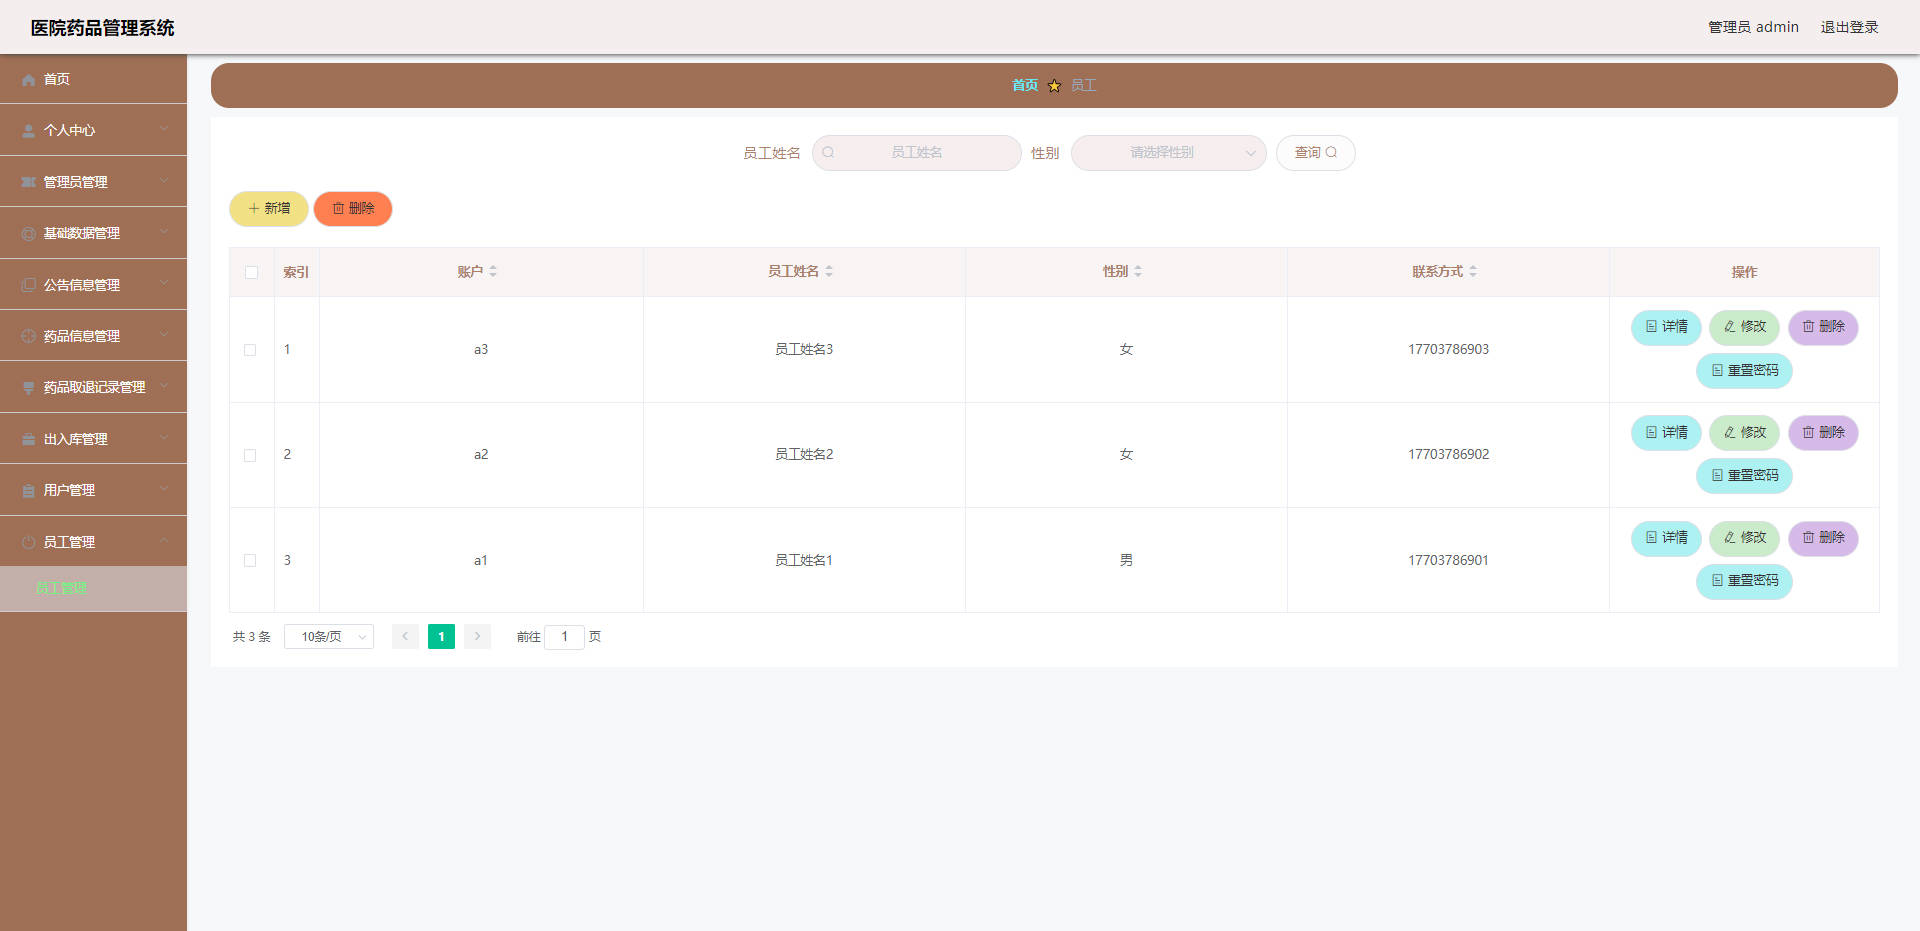 医院药品管理系统
管理员 admin 退出登录
首页
个人中心
管理员管理
基础数据管理
公告信息管理
药品信息管理
药品取退记录管理
出入库管理
用户管理
员工管理
员工管理
首页 员工
员工姓名 员工姓名 性别 请选择性别 查询
新增 删除
索引 账户 员工姓名 性别 联系方式 操作
1 a3 员工姓名3 女 17703786903 详情 修改 删除
重置密码
2 a2 员工姓名2 女 17703786902 详情 修改 删除
重置密码
3 a1 员工姓名1 男 17703786901 详情 修改 删除
重置密码
共 3 条 10条/页 1 前往 1 页